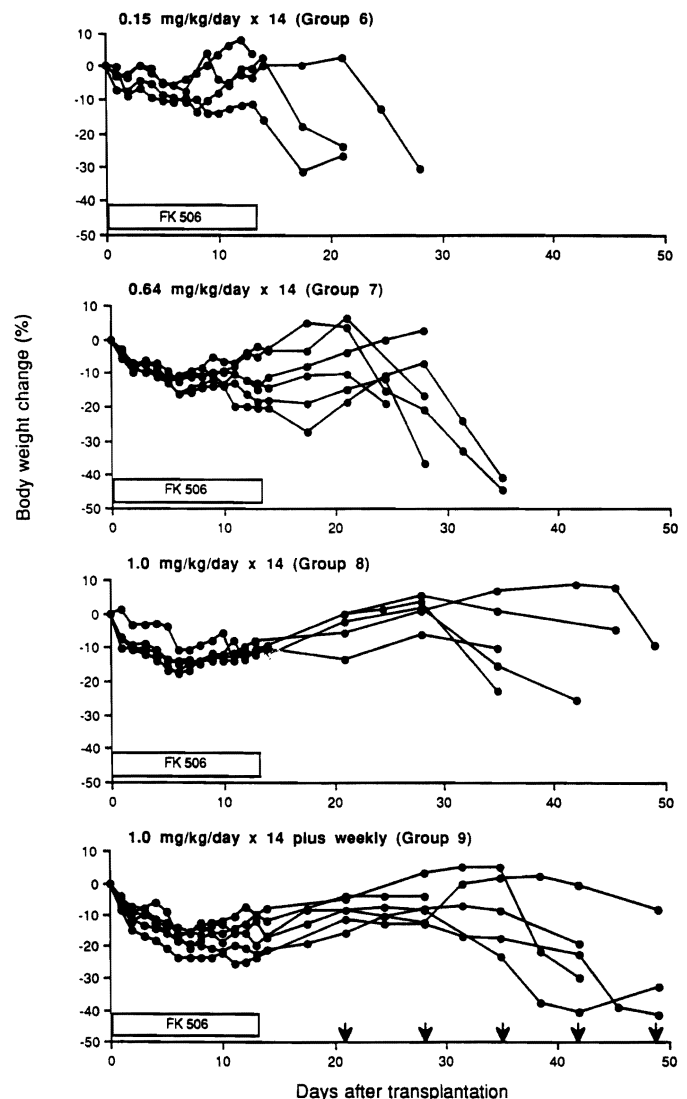 0.15 mg/kg/day x 14 (Group 6)
10
0
-10
-20
-30
-40
-50
FK 506
0 10 20 30 40 50
0.64 mg/kg/day x 14 (Group 7)
10
0
-10
-20
-30
-40
-50
FK 506
0 10 20 30 40 50
Body weight change (%)
1.0 mg/kg/day x 14 (Group 8)
10
0
-10
-20
-30
-40
-50
FK 506
0 10 20 30 40 50
1.0 mg/kg/day x 14 plus weekly (Group 9)
10
0
-10
-20
-30
-40
-50
FK 506
0 10 20 30 40 50
Days after transplantation